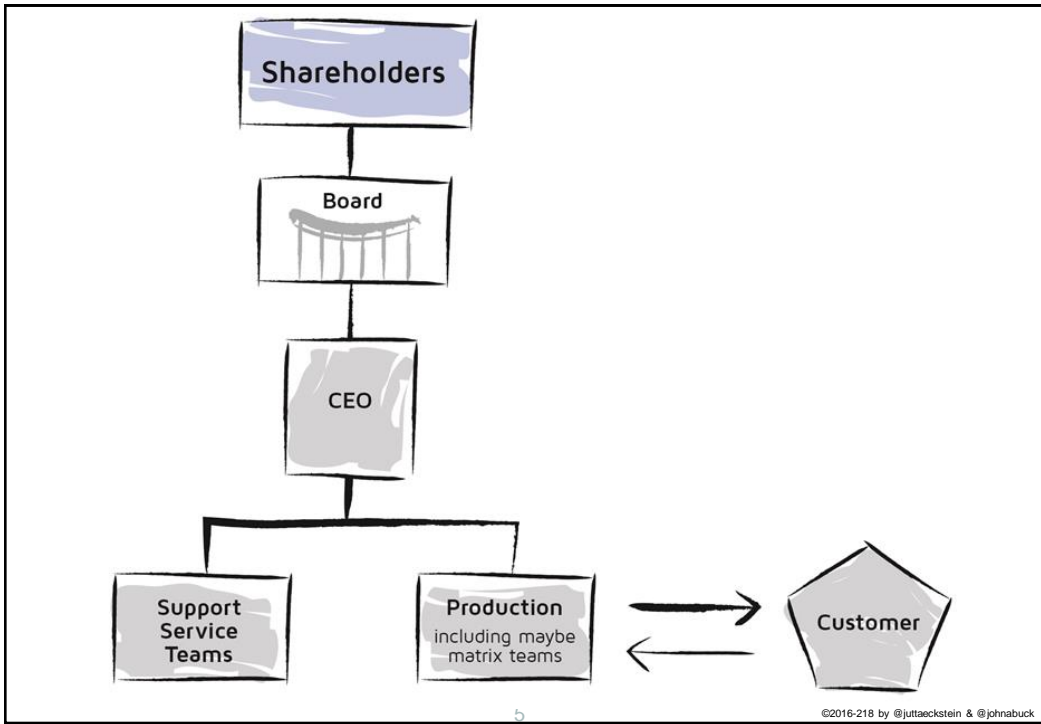 Shareholders
Board
CEO
Support
Service
Teams
Production
including maybe
matrix teams
Customer
5
©2016-218 by @juttaeckstein & @johnabuck